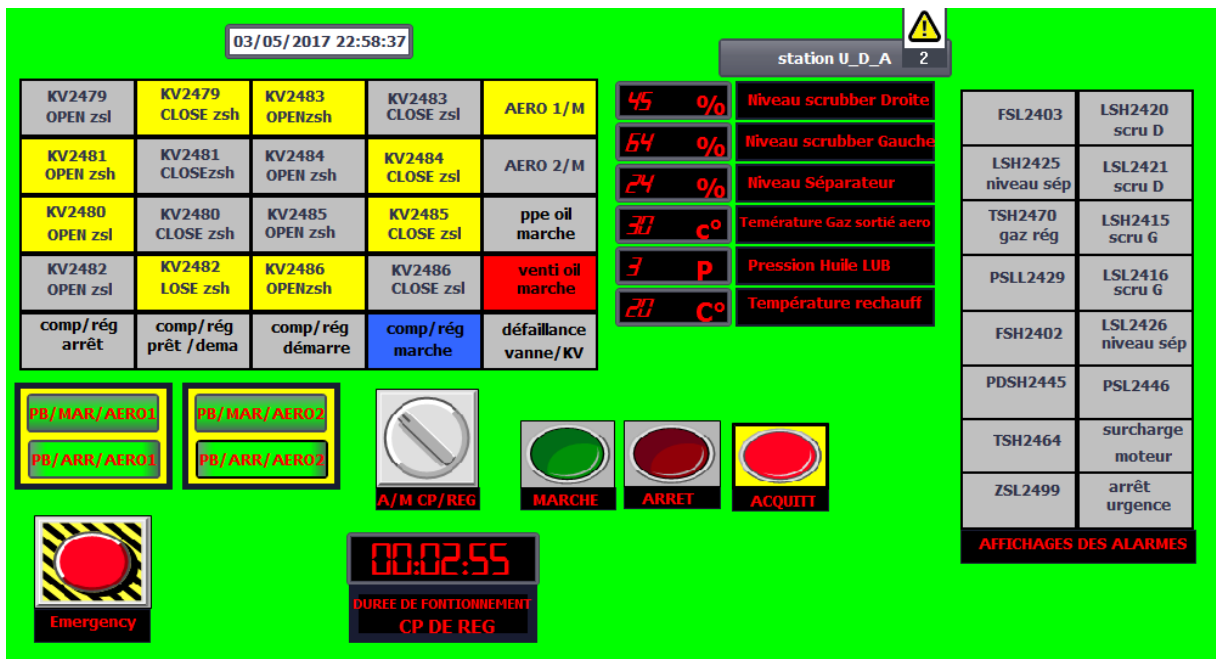 03/05/2017 22:58:37
station U_D_A
2
KV2479
OPEN zsl
KV2479
CLOSE zsh
KV2483
OPENzsh
KV2483
CLOSE zsl
AERO 1/M
KV2481
OPEN zsh
KV2481
CLOSEzsh
KV2484
OPEN zsh
KV2484
CLOSE zsl
AERO 2/M
KV2480
OPEN zsl
KV2480
CLOSE zsh
KV2485
OPEN zsh
KV2485
CLOSE zsl
ppe oil
marche
KV2482
OPEN zsl
KV2482
LOSE zsh
KV2486
OPENzsh
KV2486
CLOSE zsl
venti oil
marche
comp/rég
arrêt
comp/rég
prêt /dema
comp/rég
démarre
comp/rég
marche
défaillance
vanne/KV
45 %
Niveau scrubber Droite
64 %
Niveau scrubber Gauche
24 %
Niveau Séparateur
30 c°
Temérature Gaz sortié aero
3 P
Pression Huile LUB
20 C°
Température rechauff
FSL2403
LSH2420
scru D
LSH2425
niveau sép
LSL2421
scru D
TSH2470
gaz rég
LSH2415
scru G
PSLL2429
LSL2416
scru G
FSH2402
LSL2426
niveau sép
PDSH2445
PSL2446
TSH2464
surcharge
moteur
ZSL2499
arrêt
urgence
AFFICHAGES DES ALARMES
PB/MAR/AERO1
PB/ARR/AERO1
PB/MA/AERO2
PB/ARR/AERO2
A/M CP/REG
MARCHE
ARRET
ACQUITT
Emergency
00:02:55
DUREE DE FONTIONNEMENT
CP DE REG